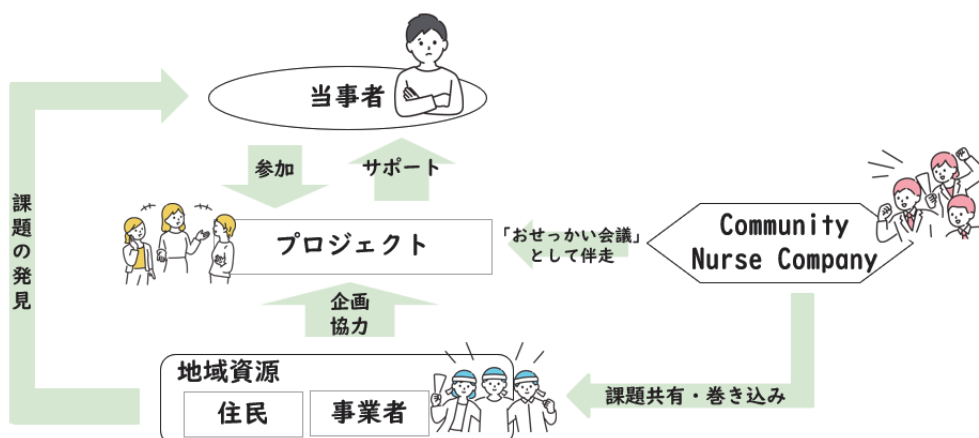 当事者
参加
サポート
課題の発見
プロジェクト
「おせっかい会議」
として伴走
Community
Nurse Company
企画
協力
地域資源
住民
事業者
課題共有・巻き込み